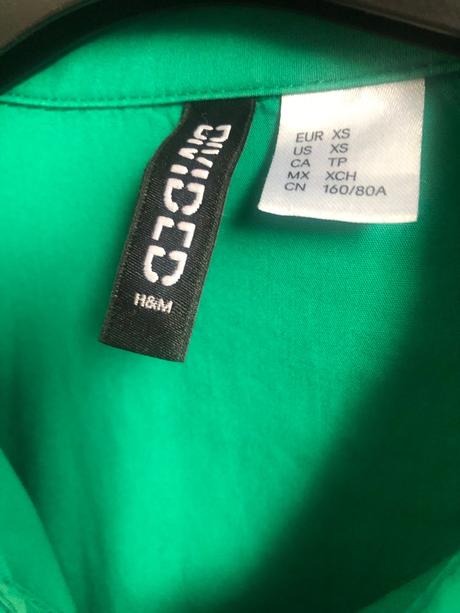 DIVIDED
H&M
EUR XS
US XS
CA TP
MX XCH
CN 160/80A